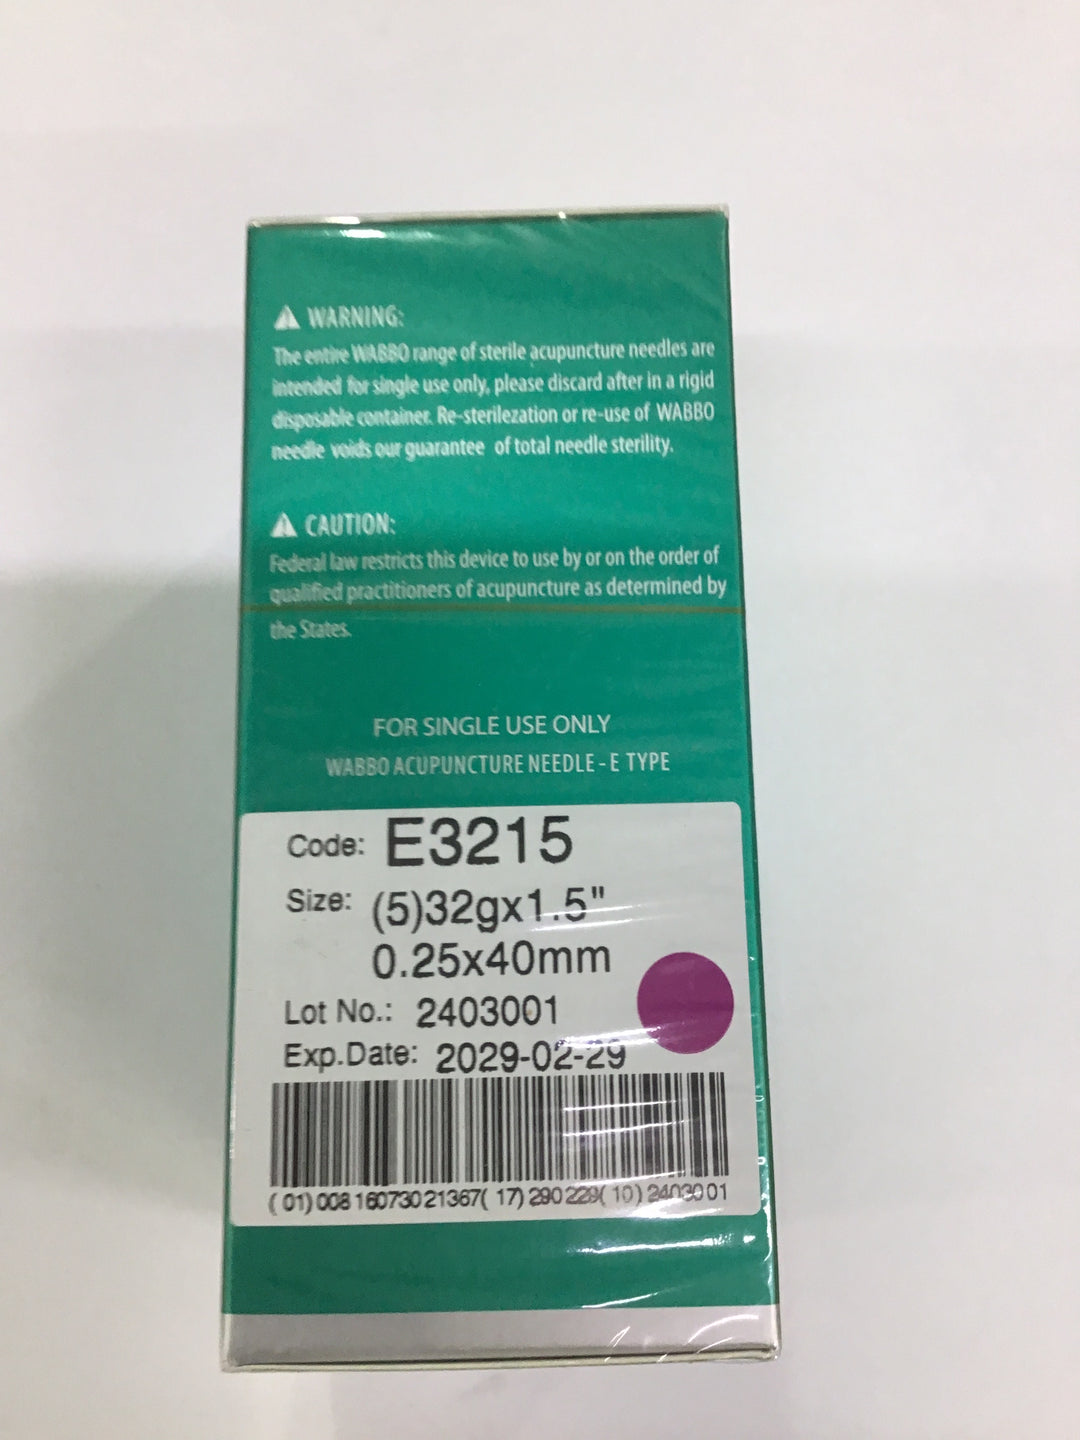 WARNING:
The entire WABBO range of sterile acupuncture needles are
intended for single use only, please discard after in a rigid
disposable container. Re-sterilezation or re-use of WABBO
needle voids our guarantee of total needle sterility.
CAUTION:
Federal law restricts this device to use by or on the order of
qualified practitioners of acupuncture as determined by
the States.
FOR SINGLE USE ONLY
WABBO ACUPUNCTURE NEEDLE - E TYPE
Code: E3215
Size: (5)32gx1.5"
0.25x40mm
Lot No.: 2403001
Exp.Date: 2029-02-29
(01)00816073021367(17)290229(10)2403001